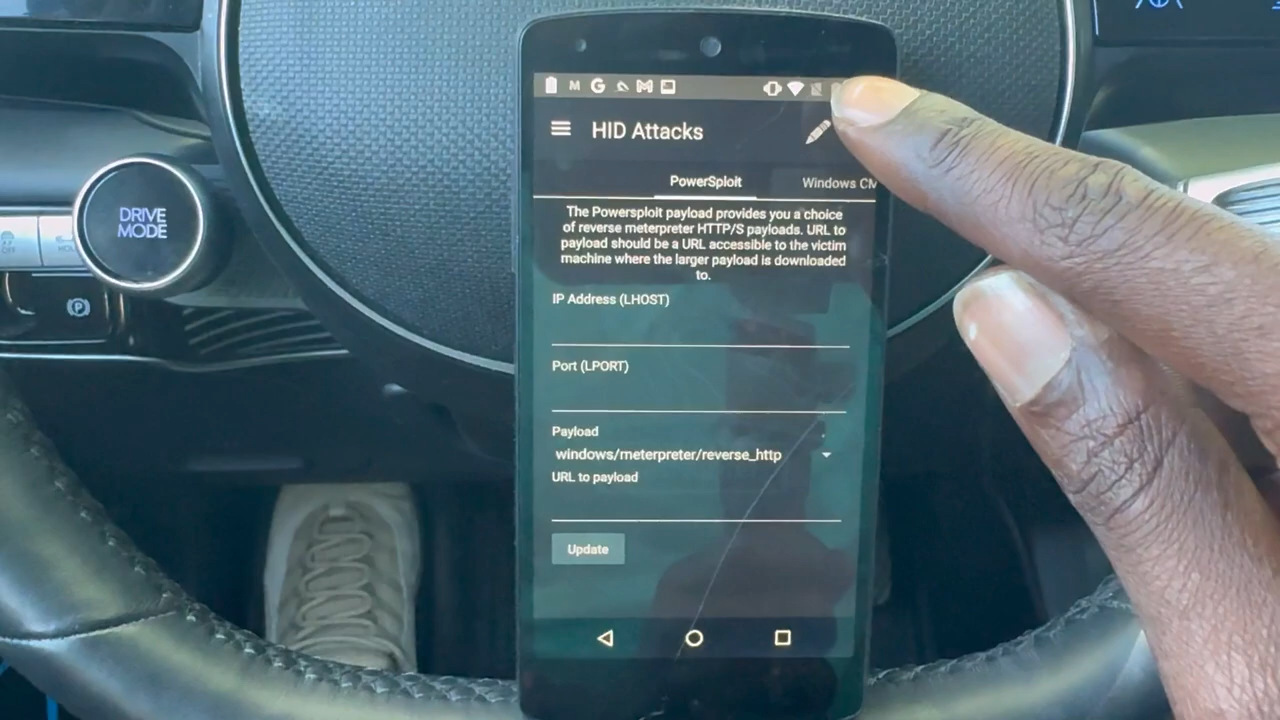 HID Attacks
PowerSploit
Windows CM
The Powersploit payload provides you a choice
of reverse meterpreter HTTP/S payloads. URL to
payload should be a URL accessible to the victim
machine where the larger payload is downloaded
to.
IP Address (LHOST)
Port (LPORT)
Payload
windows/meterpreter/reverse_http
URL to payload
Update
DRIVE
MODE